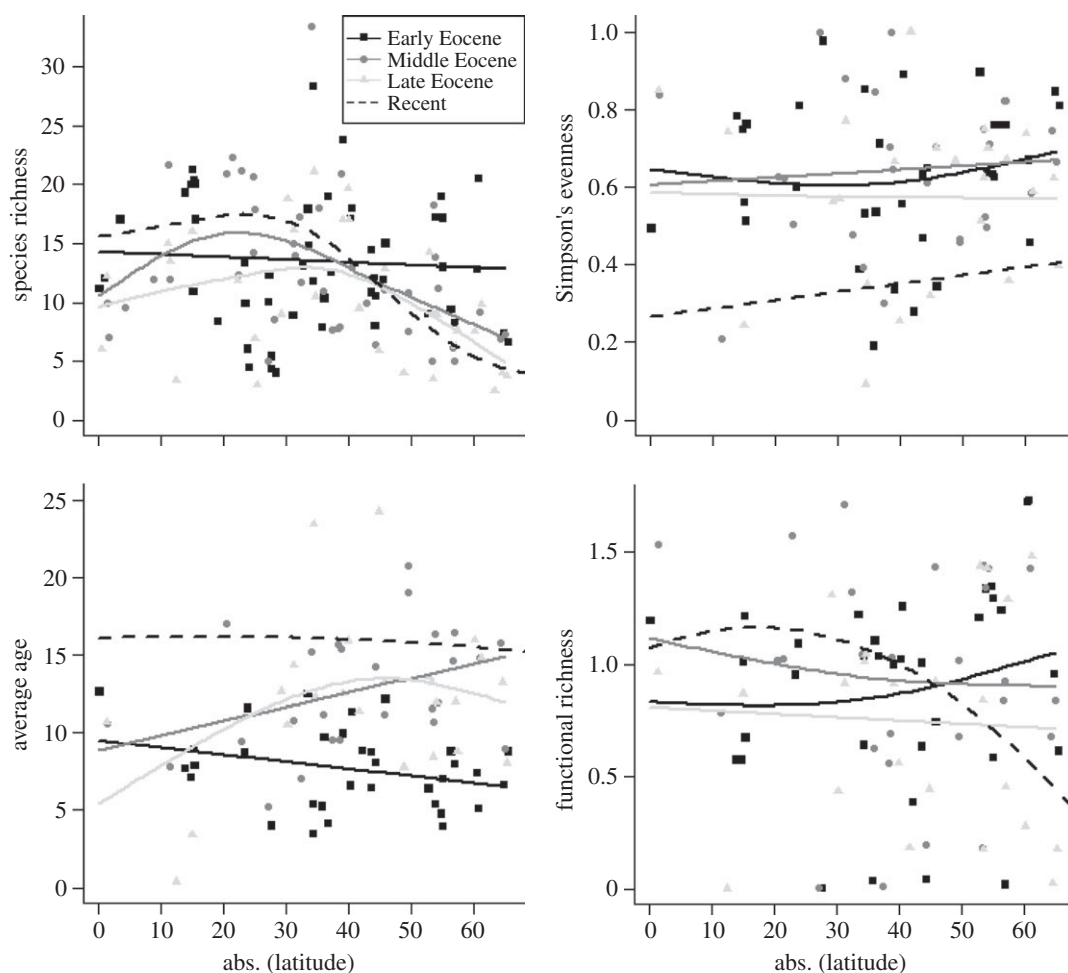 species richness
30
25
20
15
10
5
0
Early Eocene
Middle Eocene
Late Eocene
Recent
Simpson's evenness
1.0
0.8
0.6
0.4
0.2
0
average age
25
20
15
10
5
0
0 10 20 30 40 50 60
abs. (latitude)
functional richness
1.5
1.0
0.5
0
0 10 20 30 40 50 60
abs. (latitude)